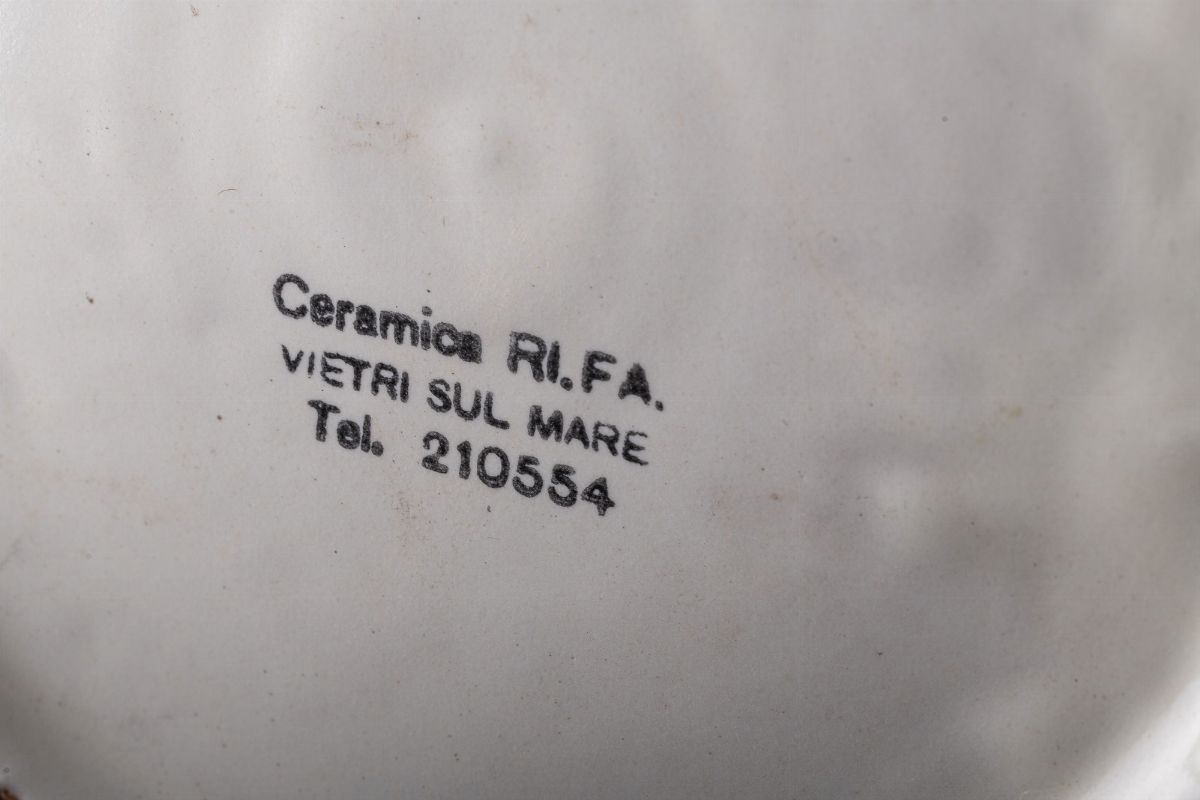 Ceramica RI.FA.
VIETRI SUL MARE
Tel. 210554